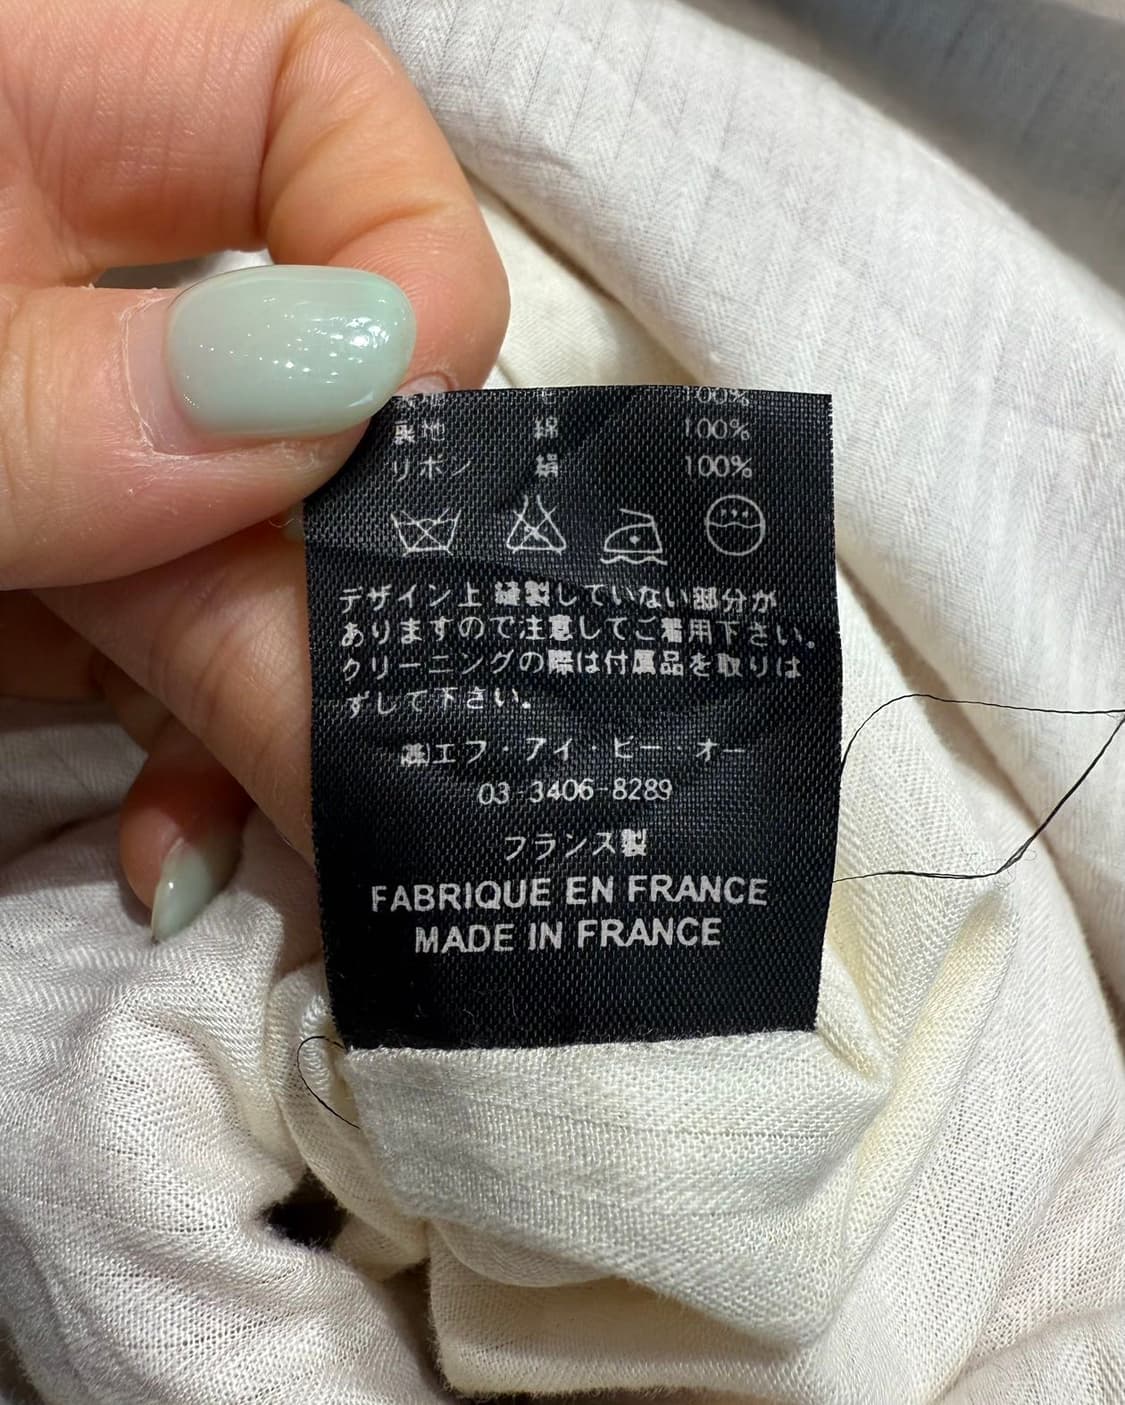 100%
裏地 綿 100%
リボン 絹 100%
デザイン上 縫製していない部分が
ありますので注意してご着用下さい。
クリーニングの際は付属品を取りは
ずして下さい。
エフ・アイ・ビー・オー
03-3406-8289
フランス製
FABRIQUE EN FRANCE
MADE IN FRANCE